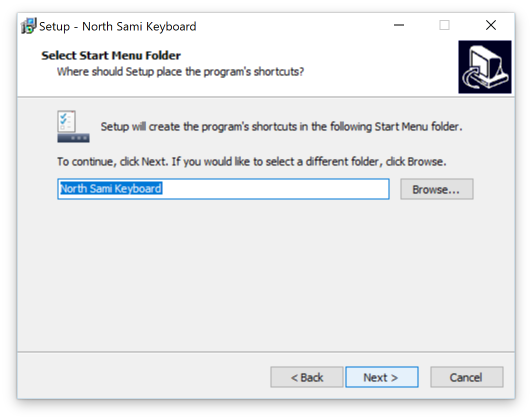 Setup - North Sami Keyboard
Select Start Menu Folder
Where should Setup place the program's shortcuts?
Setup will create the program's shortcuts in the following Start Menu folder.
To continue, click Next. If you would like to select a different folder, click Browse.
North Sami Keyboard
Browse...
< Back
Next >
Cancel